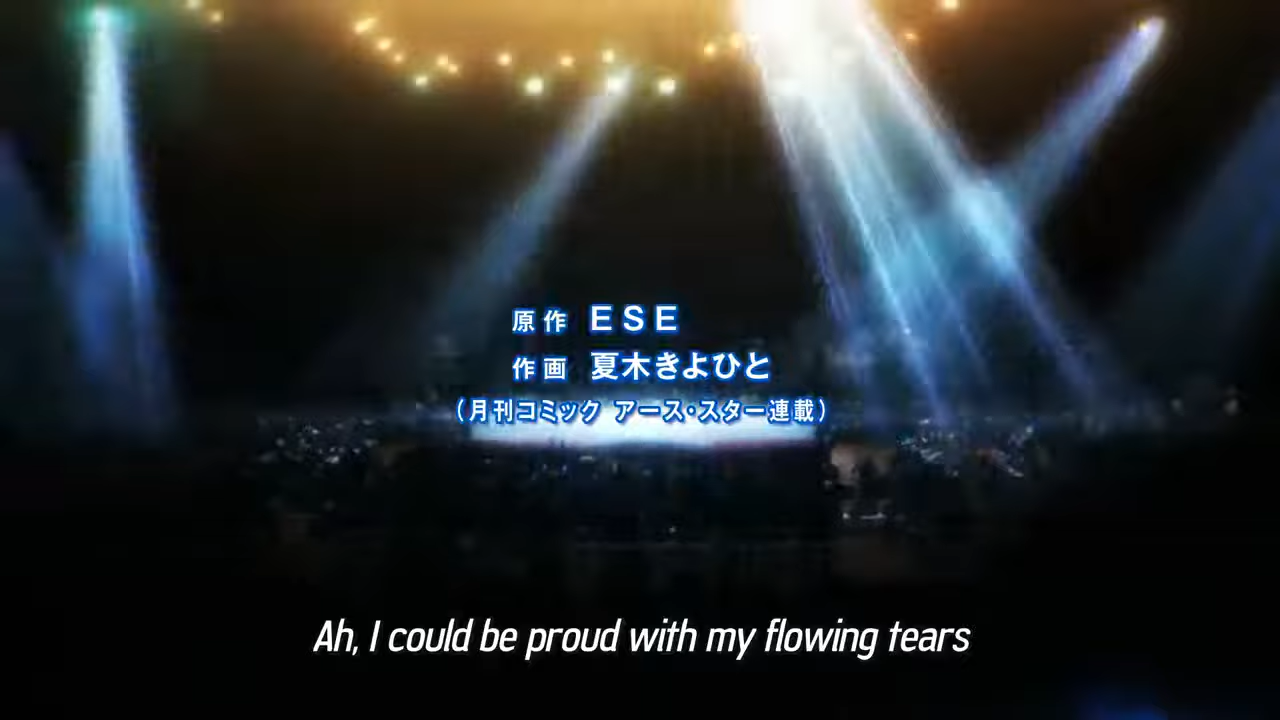 原作 ESE
作画 夏木きよひと
(月刊コミック アース・スター連載)
Ah, I could be proud with my flowing tears